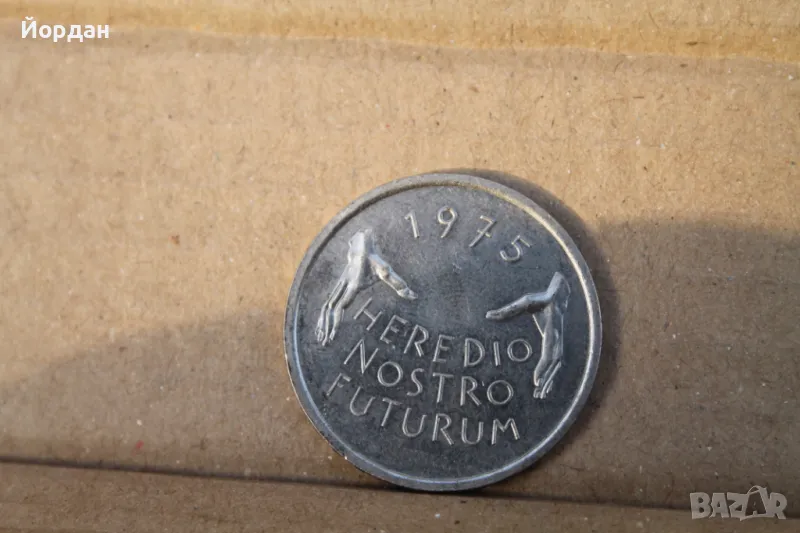 Йордан
1975
HEREDIO
NOSTRO
FUTURUM
BAZAR